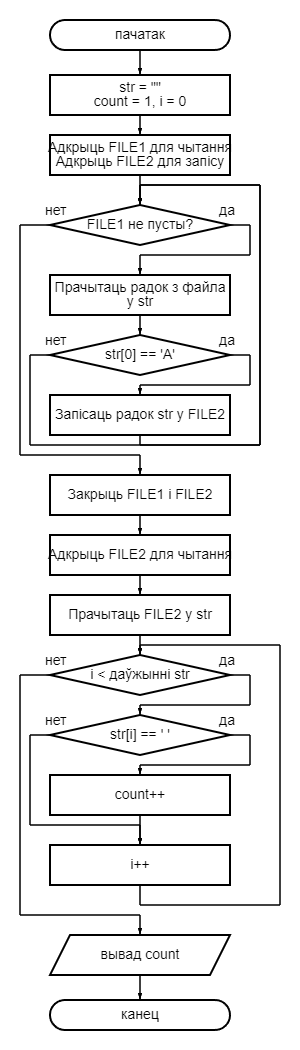 пачатак
str = ""
count = 1, i = 0
Адкрыць FILE1 для чытання
Адкрыць FILE2 для запісу
нет
да
FILE1 не пусты?
Прачытаць радок з файла
у str
нет
да
str[0] == 'A'
Запісаць радок str у FILE2
Закрыць FILE1 і FILE2
Адкрыць FILE2 для чытання
Прачытаць FILE2 у str
нет
да
i < даўжынні str
нет
да
str[i] == ' '
count++
i++
вывад count
канец